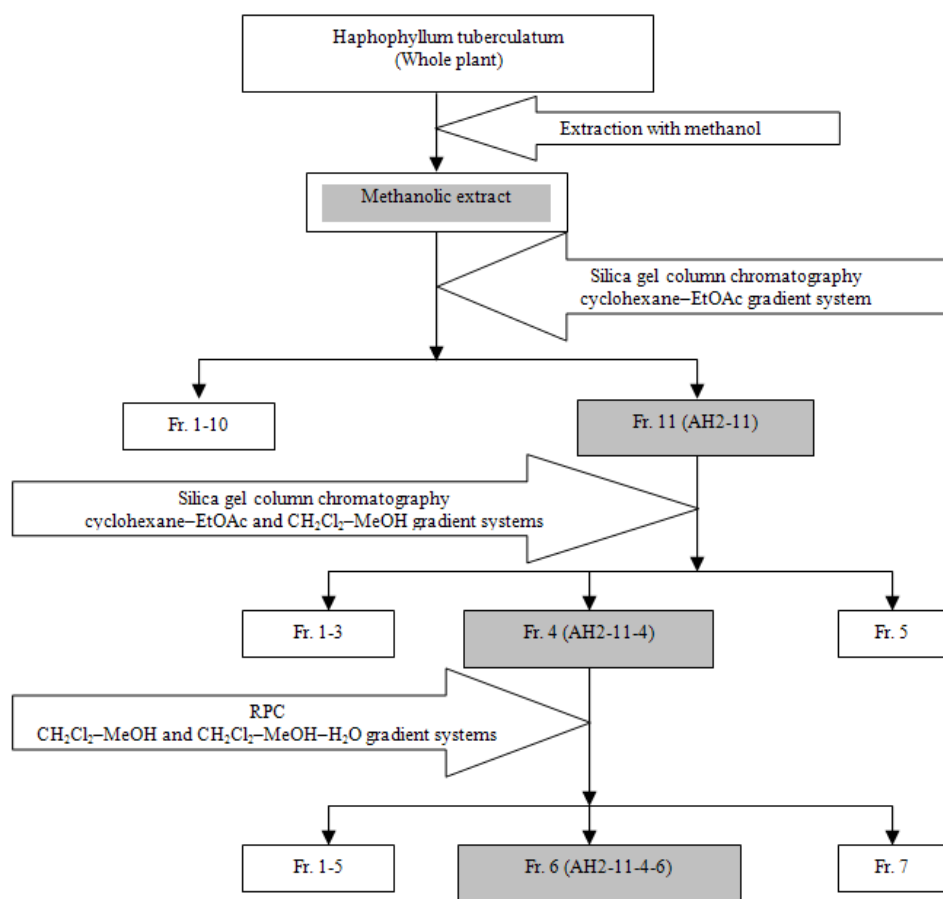 Haphophyllum tuberculatum
(Whole plant)
Extraction with methanol
Methanolic extract
Silica gel column chromatography
cyclohexane–EtOAc gradient system
Fr. 1-10
Fr. 11 (AH2-11)
Silica gel column chromatography
cyclohexane–EtOAc and CH₂Cl₂–MeOH gradient systems
Fr. 1-3
Fr. 4 (AH2-11-4)
Fr. 5
RPC
CH₂Cl₂–MeOH and CH₂Cl₂–MeOH–H₂O gradient systems
Fr. 1-5
Fr. 6 (AH2-11-4-6)
Fr. 7